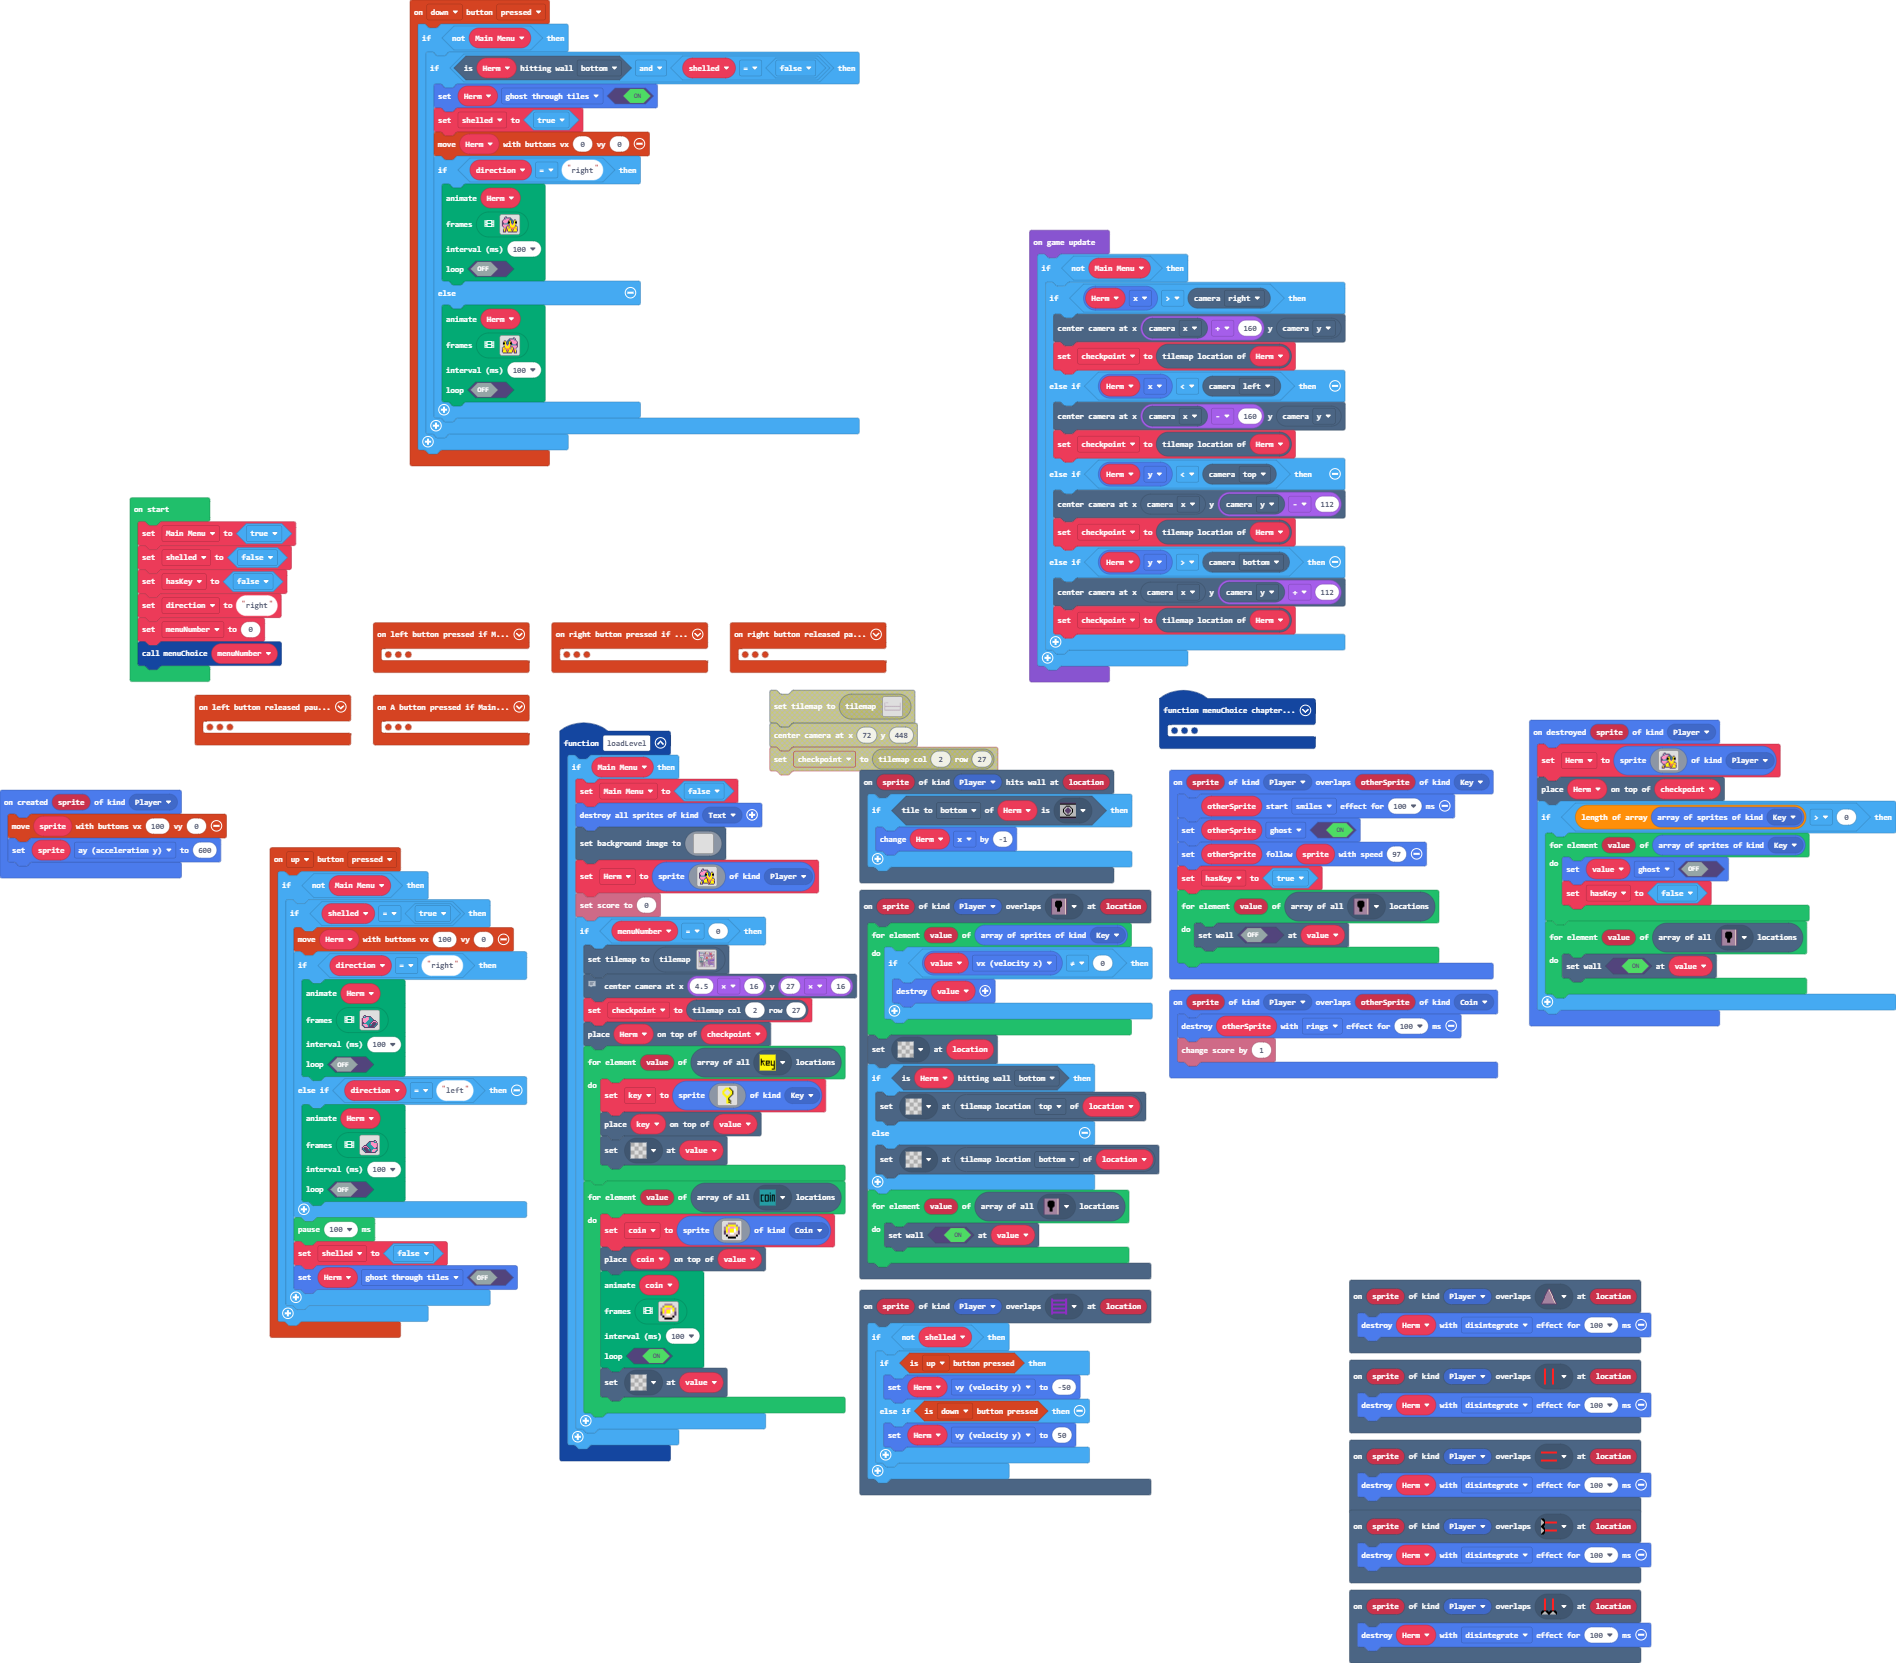 on down button pressed
if not Main Menu then
if is Herm hitting wall bottom and shelled = false then
set Herm ghost through tiles ON
set shelled to true
move Herm with buttons vx 0 vy 0
if direction = "right" then
animate Herm
frames
interval (ms) 100
loop OFF
else
animate Herm
frames
interval (ms) 100
loop OFF
on start
set Main Menu to true
set shelled to false
set hasKey to false
set direction to "right"
set menuNumber to 0
call menuChoice menuNumber
on left button pressed if M...
on right button pressed if ...
on right button released pa...
on left button released pau...
on A button pressed if Main...
on created sprite of kind Player
move sprite with buttons vx 100 vy 0
set sprite ay (acceleration y) to 600
on up button pressed
if not Main Menu then
if shelled = true then
move Herm with buttons vx 100 vy 0
if direction = "right" then
animate Herm
frames
interval (ms) 100
loop OFF
else if direction = "left" then
animate Herm
frames
interval (ms) 100
loop OFF
pause 100 ms
set shelled to false
set Herm ghost through tiles OFF
function loadLevel
if Main Menu then
set Main Menu to false
destroy all sprites of kind Text
set background image to
set Herm to sprite of kind Player
set score to 0
if menuNumber = 0 then
set tilemap to tilemap
center camera at x 4.5 x 16 y 27 x 16
set checkpoint to tilemap col 2 row 27
place Herm on top of checkpoint
for element value of array of all key locations
do
set key to sprite of kind Key
place key on top of value
set at value
for element value of array of all coin locations
do
set coin to sprite of kind Coin
place coin on top of value
animate coin
frames
interval (ms) 100
loop ON
set at value
set tilemap to tilemap
center camera at x 72 y 448
set checkpoint to tilemap col 2 row 27
on sprite of kind Player hits wall at location
if tile to bottom of Herm is then
change Herm x by -1
on sprite of kind Player overlaps at location
for element value of array of sprites of kind Key
do
if value vx (velocity x) ≠ 0 then
destroy value
set at location
if is Herm hitting wall bottom then
set at tilemap location top of location
else
set at tilemap location bottom of location
for element value of array of all locations
do
set wall ON at value
on sprite of kind Player overlaps at location
if not shelled then
if is up button pressed then
set Herm vy (velocity y) to -50
else if is down button pressed then
set Herm vy (velocity y) to 50
on game update
if not Main Menu then
if Herm x > camera right then
center camera at x camera x + 160 y camera y
set checkpoint to tilemap location of Herm
else if Herm x < camera left then
center camera at x camera x - 160 y camera y
set checkpoint to tilemap location of Herm
else if Herm y < camera top then
center camera at x camera x y camera y - 112
set checkpoint to tilemap location of Herm
else if Herm y > camera bottom then
center camera at x camera x y camera y + 112
set checkpoint to tilemap location of Herm
function menuChoice chapter...
on sprite of kind Player overlaps otherSprite of kind Key
otherSprite start smiles effect for 100 ms
set otherSprite ghost ON
set otherSprite follow sprite with speed 97
set hasKey to true
for element value of array of all locations
do
set wall OFF at value
on sprite of kind Player overlaps otherSprite of kind Coin
destroy otherSprite with rings effect for 100 ms
change score by 1
on destroyed sprite of kind Player
set Herm to sprite of kind Player
place Herm on top of checkpoint
if length of array array of sprites of kind Key > 0 then
for element value of array of sprites of kind Key
do
set value ghost OFF
set hasKey to false
for element value of array of all locations
do
set wall ON at value
on sprite of kind Player overlaps at location
destroy Herm with disintegrate effect for 100 ms
on sprite of kind Player overlaps at location
destroy Herm with disintegrate effect for 100 ms
on sprite of kind Player overlaps at location
destroy Herm with disintegrate effect for 100 ms
on sprite of kind Player overlaps at location
destroy Herm with disintegrate effect for 100 ms
on sprite of kind Player overlaps at location
destroy Herm with disintegrate effect for 100 ms